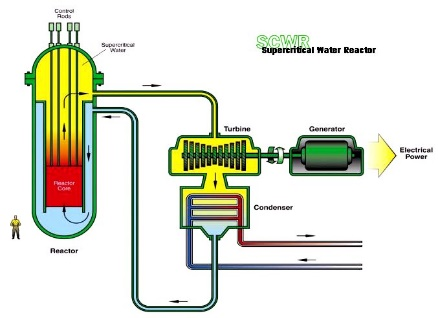 Control
Rods
SCWR
Supercritical Water Reactor
Supercritical
Water
Turbine
Generator
Electrical
Power
Reactor
Core
Condenser
Reactor